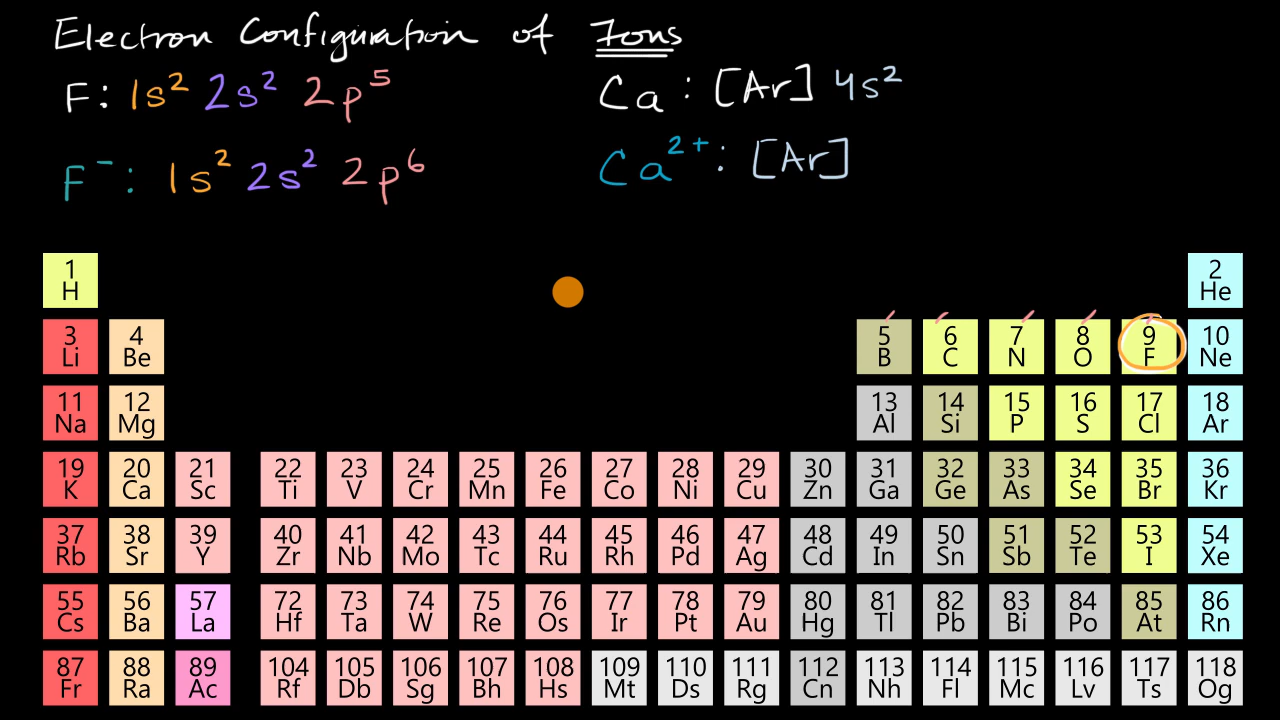 Electron Configuration of Ions
F: 1s² 2s² 2p⁵ Ca: [Ar] 4s²
F⁻: 1s² 2s² 2p⁶ Ca²⁺: [Ar]
1 2
H He
3 4 5 6 7 8 9 10
Li Be B C N O F Ne
11 12 13 14 15 16 17 18
Na Mg Al Si P S Cl Ar
19 20 21 22 23 24 25 26 27 28 29 30 31 32 33 34 35 36
K Ca Sc Ti V Cr Mn Fe Co Ni Cu Zn Ga Ge As Se Br Kr
37 38 39 40 41 42 43 44 45 46 47 48 49 50 51 52 53 54
Rb Sr Y Zr Nb Mo Tc Ru Rh Pd Ag Cd In Sn Sb Te I Xe
55 56 57 72 73 74 75 76 77 78 79 80 81 82 83 84 85 86
Cs Ba La Hf Ta W Re Os Ir Pt Au Hg Tl Pb Bi Po At Rn
87 88 89 104 105 106 107 108 109 110 111 112 113 114 115 116 117 118
Fr Ra Ac Rf Db Sg Bh Hs Mt Ds Rg Cn Nh Fl Mc Lv Ts Og